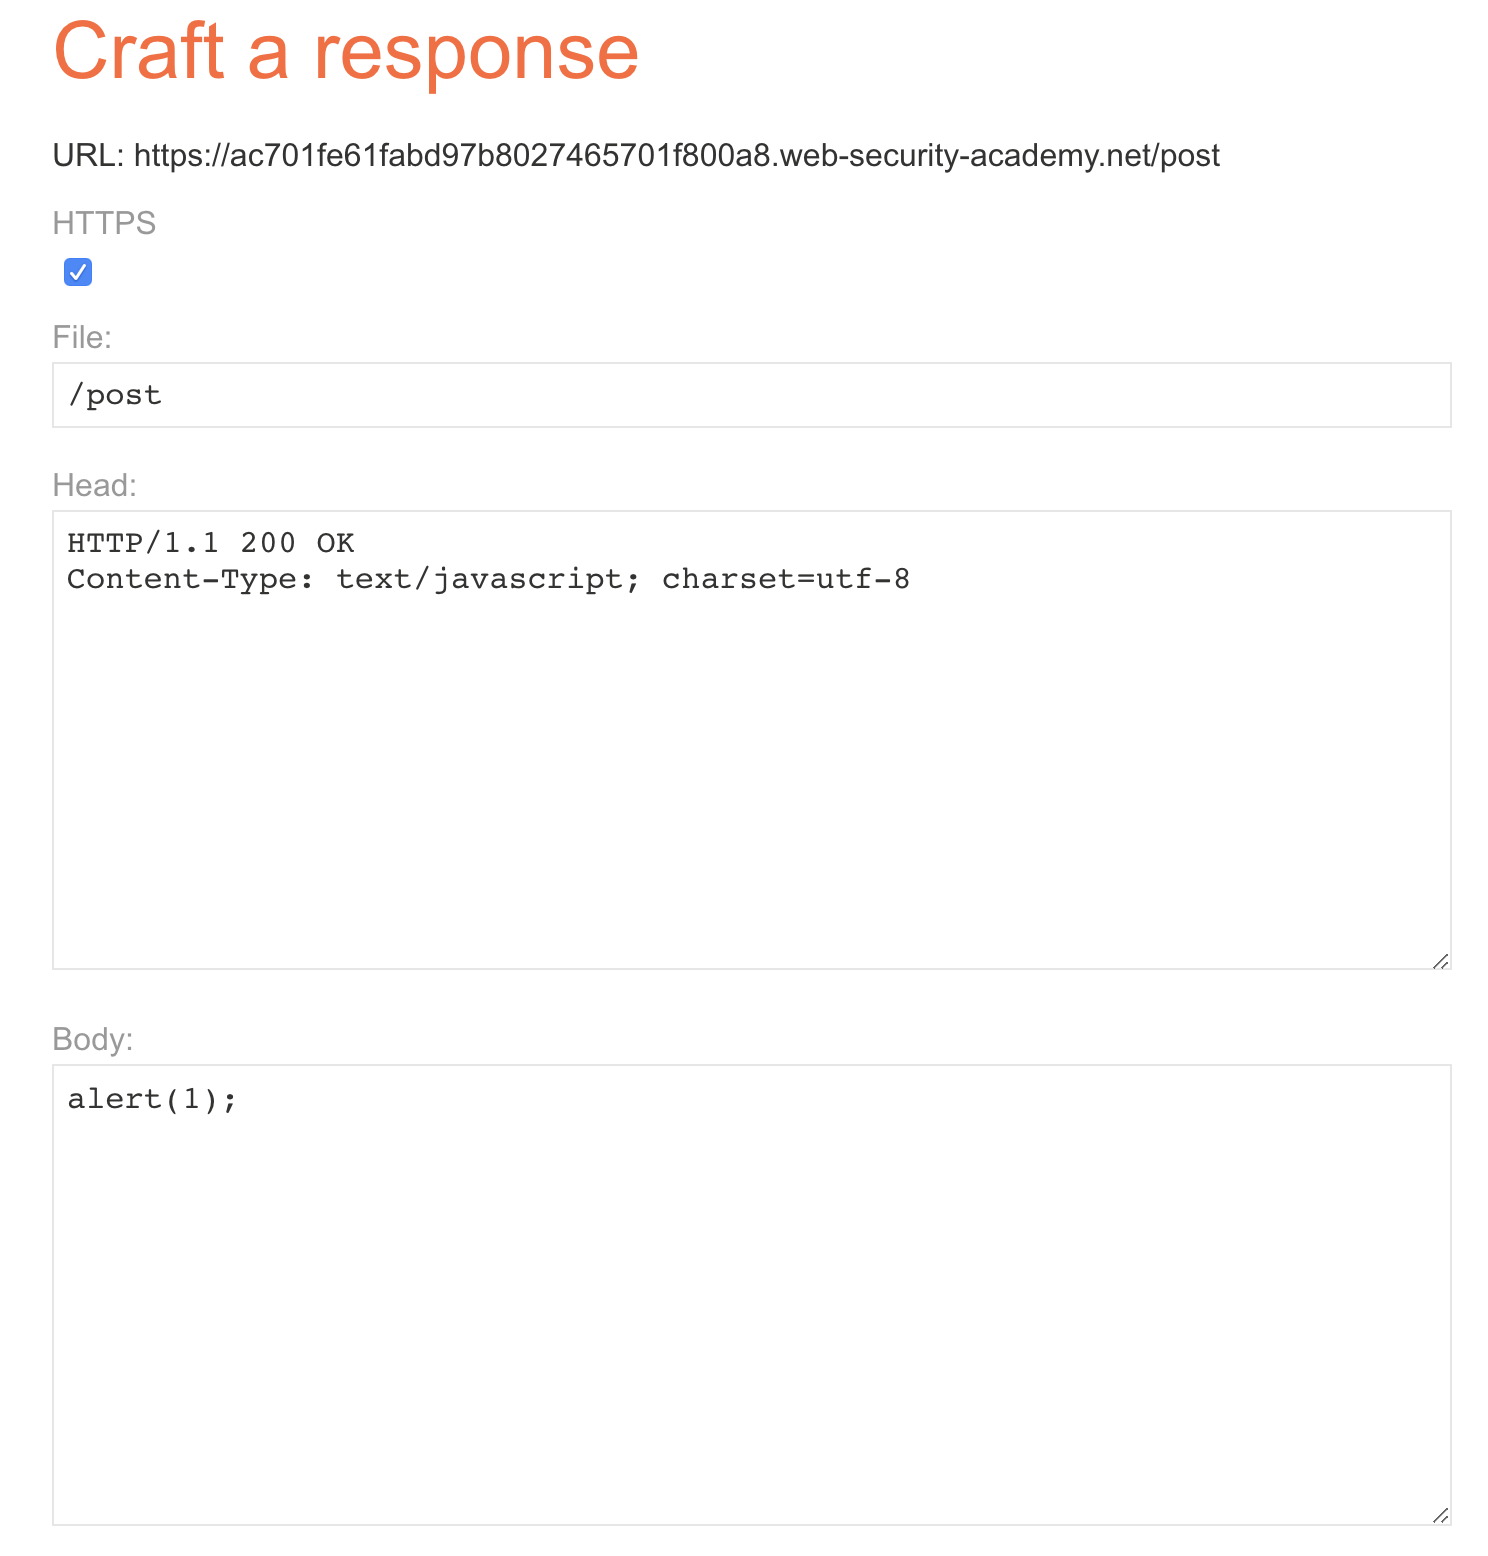 Craft a response
URL: https://ac701fe61fabd97b8027465701f800a8.web-security-academy.net/post
HTTPS
File:
/post
Head:
HTTP/1.1 200 OK
Content-Type: text/javascript; charset=utf-8
Body:
alert(1);